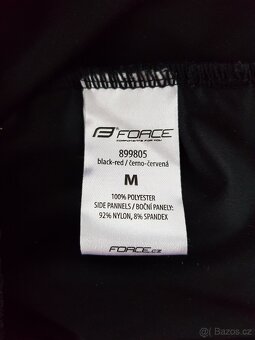 FORCE
COMPONENTS FOR YOU
899805
black-red / černo-červená
M
100% POLYESTER
SIDE PANNELS / BOČNÍ PANELY:
92% NYLON, 8% SPANDEX
FORCE.cz
© Bazos.cz